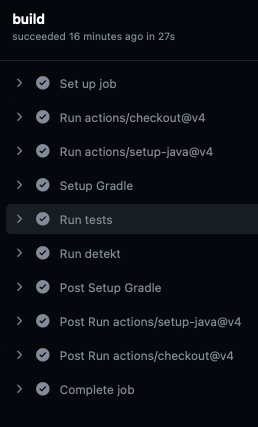 build
succeeded 16 minutes ago in 27s
Set up job
Run actions/checkout@v4
Run actions/setup-java@v4
Setup Gradle
Run tests
Run detekt
Post Setup Gradle
Post Run actions/setup-java@v4
Post Run actions/checkout@v4
Complete job